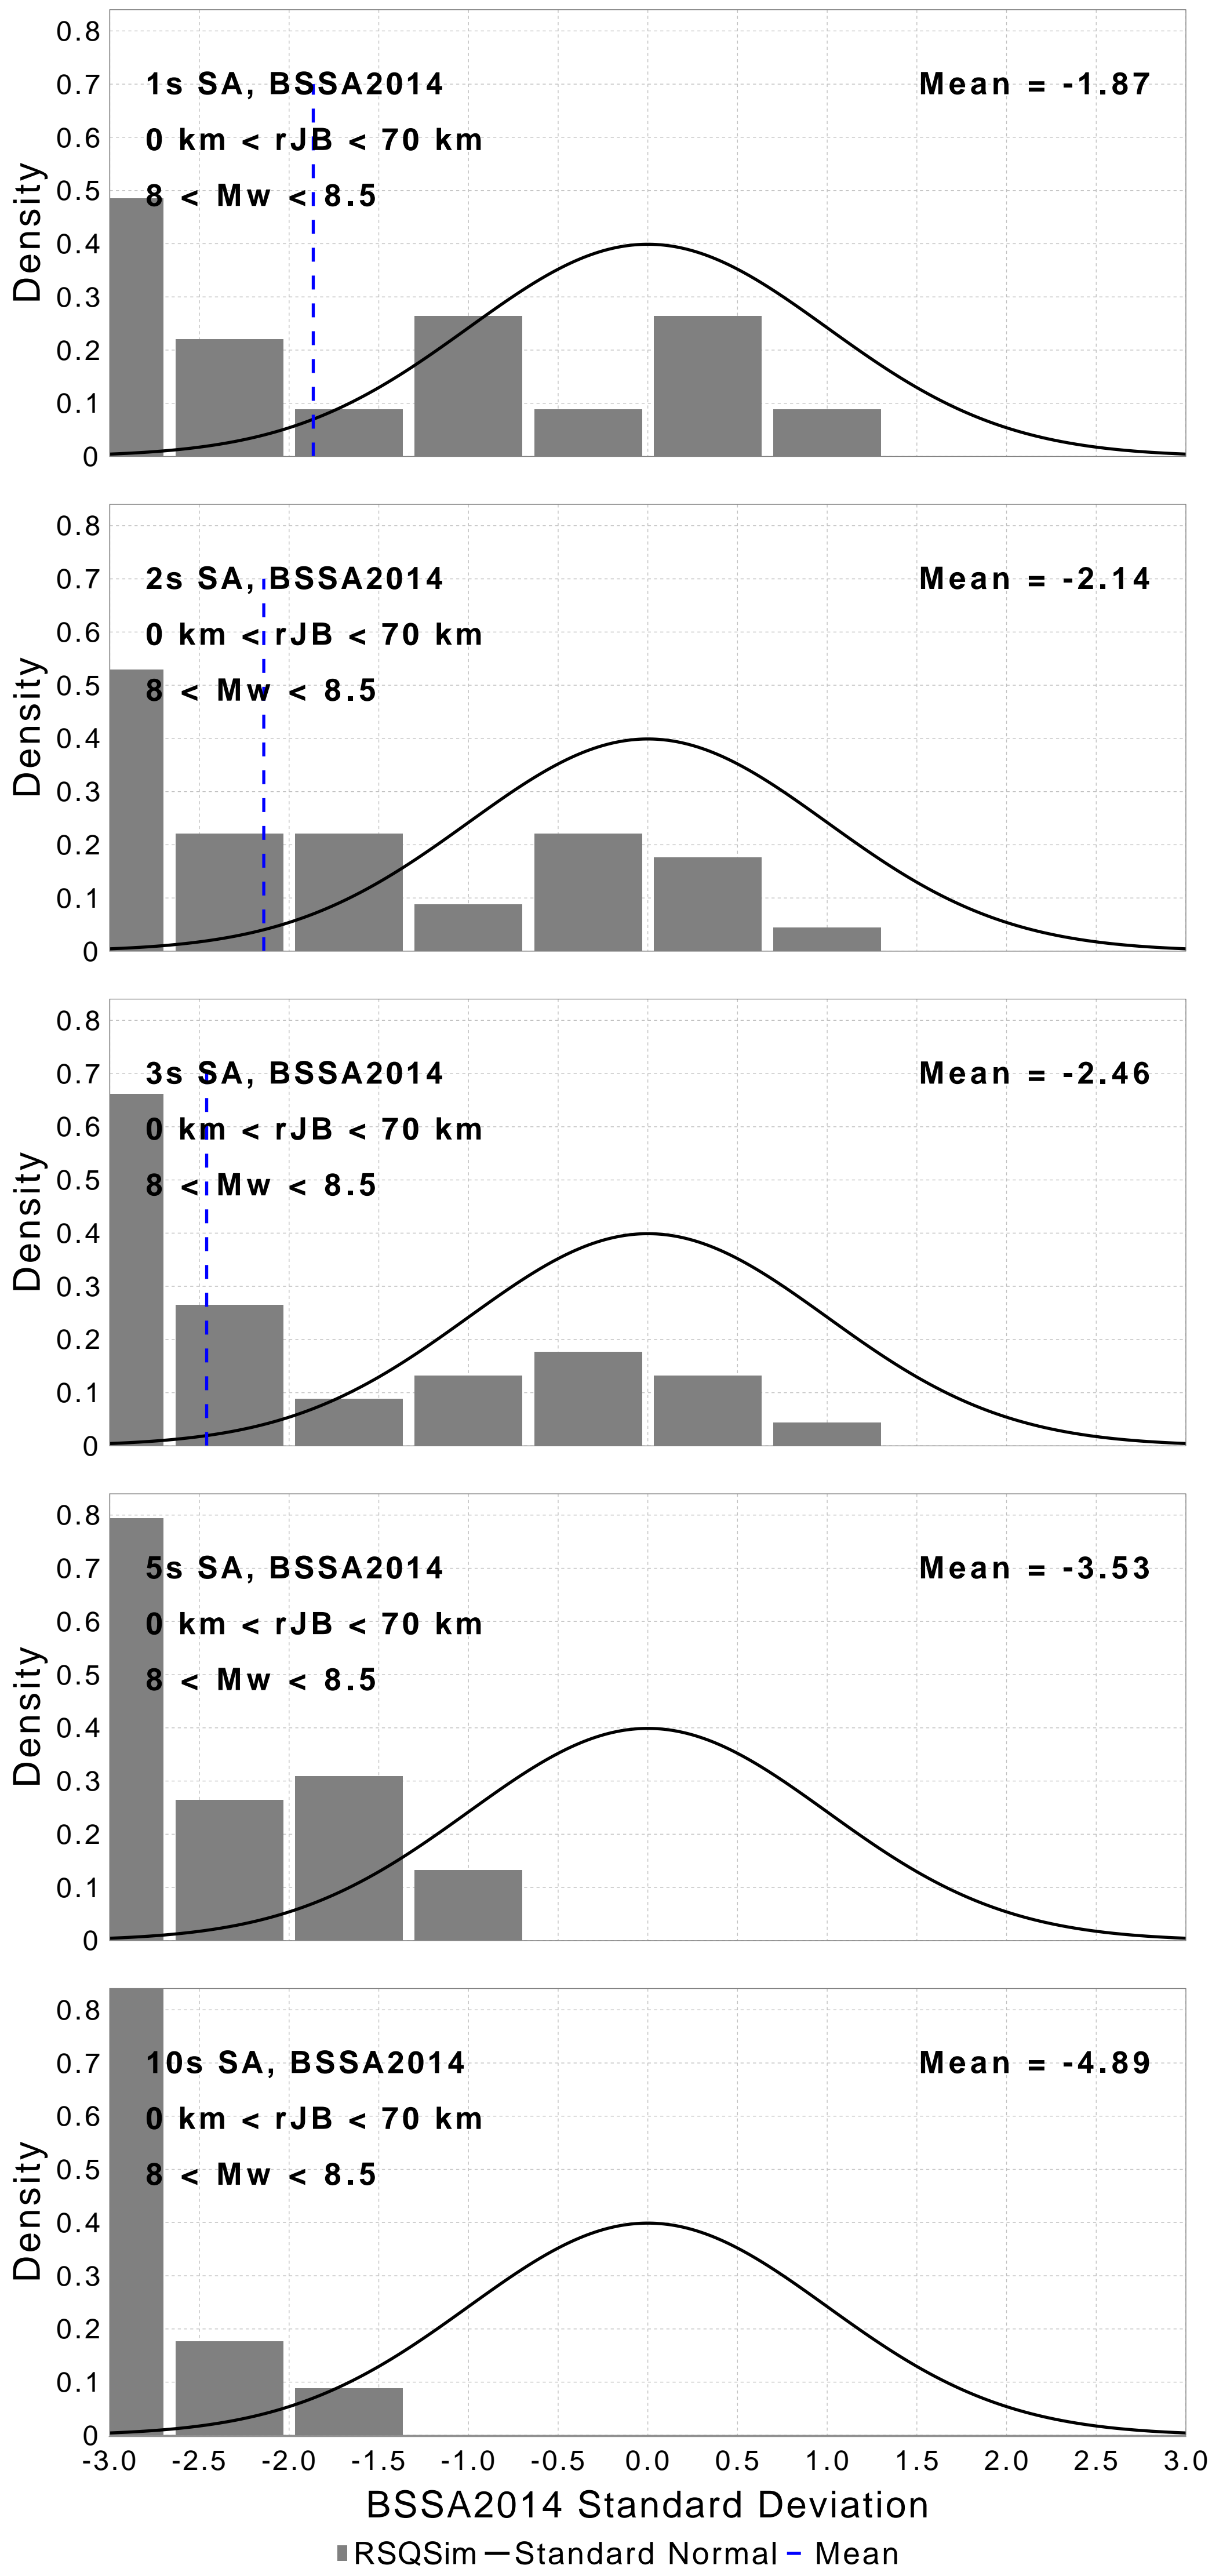 0.8
0.7
0.6
0.5
0.4
0.3
0.2
0.1
0
Density
1s SA, BSSA2014
Mean = -1.87
0 km < rJB < 70 km
8 < Mw < 8.5
0.8
0.7
0.6
0.5
0.4
0.3
0.2
0.1
0
Density
2s SA, BSSA2014
Mean = -2.14
0 km < rJB < 70 km
8 < Mw < 8.5
0.8
0.7
0.6
0.5
0.4
0.3
0.2
0.1
0
Density
3s SA, BSSA2014
Mean = -2.46
0 km < rJB < 70 km
8 < Mw < 8.5
0.8
0.7
0.6
0.5
0.4
0.3
0.2
0.1
0
Density
5s SA, BSSA2014
Mean = -3.53
0 km < rJB < 70 km
8 < Mw < 8.5
0.8
0.7
0.6
0.5
0.4
0.3
0.2
0.1
0
Density
10s SA, BSSA2014
Mean = -4.89
0 km < rJB < 70 km
8 < Mw < 8.5
-3.0 -2.5 -2.0 -1.5 -1.0 -0.5 0.0 0.5 1.0 1.5 2.0 2.5 3.0
BSSA2014 Standard Deviation
RSQSim Standard Normal Mean